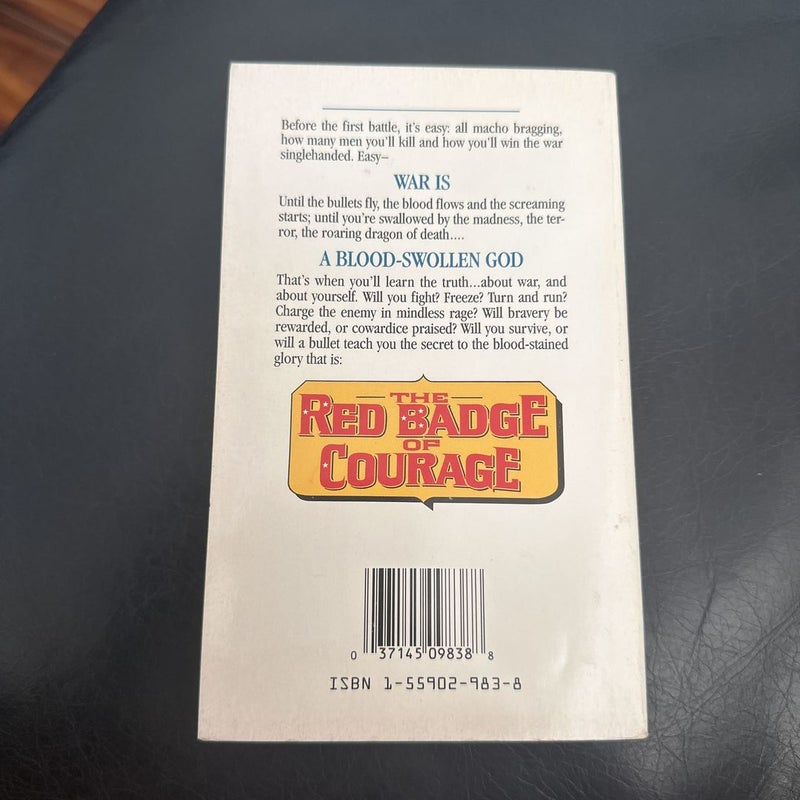 Before the first battle, it's easy: all macho bragging,
how many men you'll kill and how you'll win the war
singlehanded. Easy–
WAR IS
Until the bullets fly, the blood flows and the screaming
starts; until you're swallowed by the madness, the ter-
ror, the roaring dragon of death....
A BLOOD-SWOLLEN GOD
That's when you'll learn the truth...about war, and
about yourself. Will you fight? Freeze? Turn and run?
Charge the enemy in mindless rage? Will bravery be
rewarded, or cowardice praised? Will you survive, or
will a bullet teach you the secret to the blood-stained
glory that is:
THE
RED BADGE
OF
COURAGE
0 37145 09838 8
ISBN 1-55902-983-8